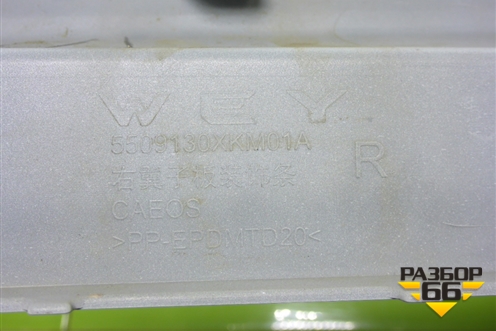 WEY
5509130XKM01A
右翼子板装饰条
R
CAEOS
>PP-EPDMTD20<
РАЗБОР
66